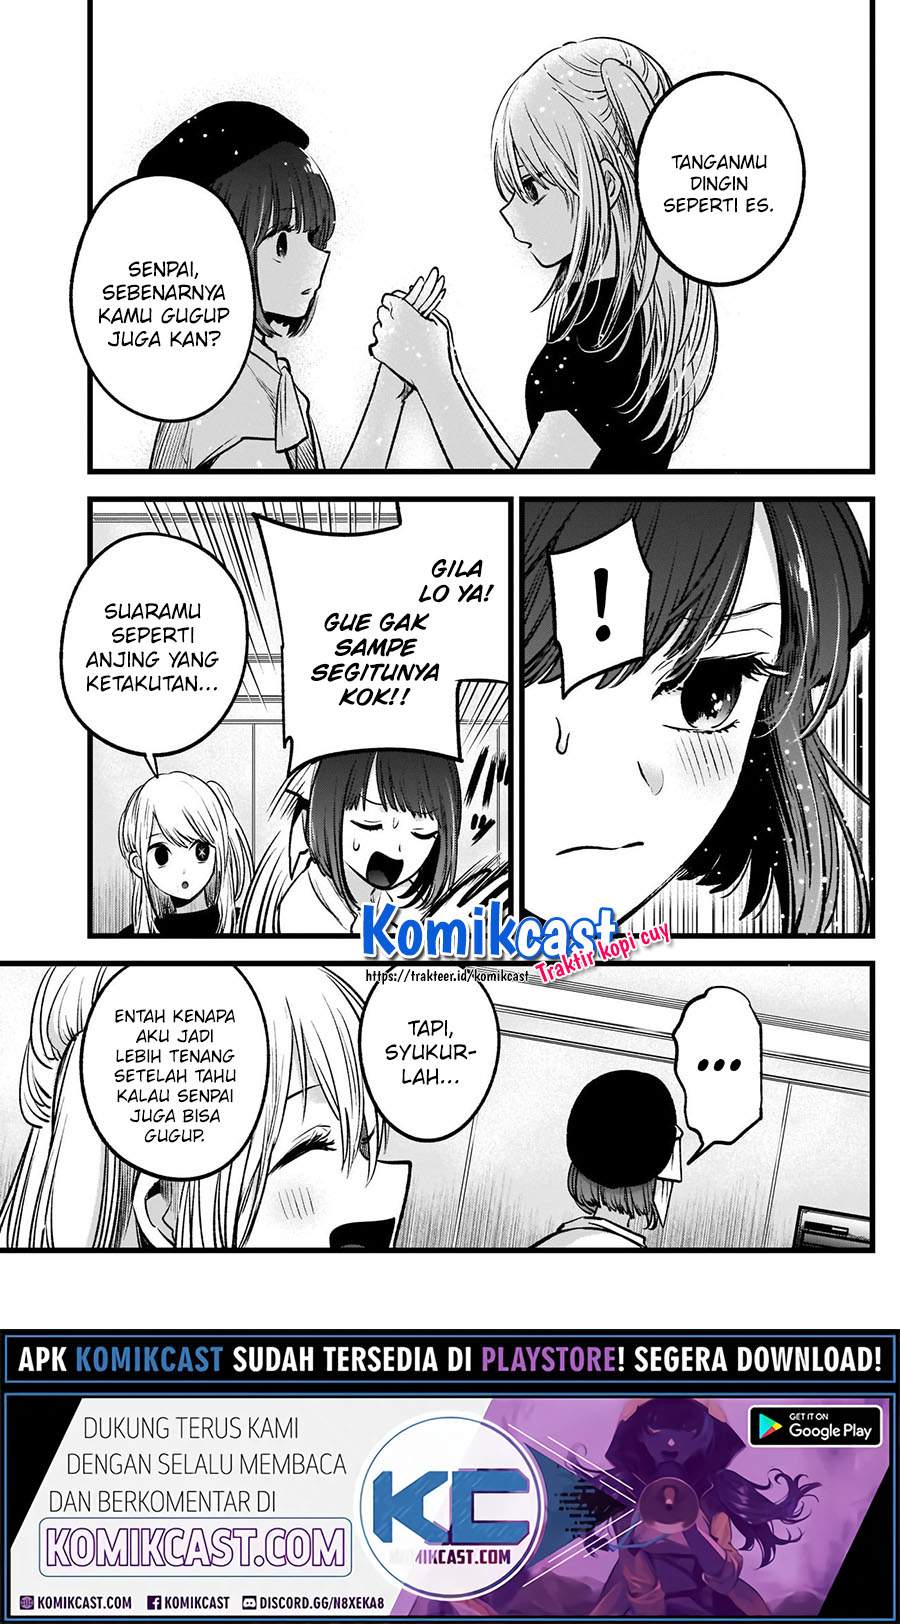 TANGANMU
DINGIN
SEPERTI ES.
SENPAI,
SEBENARNYA
KAMU GUGUP
JUGA KAN?
!
GILA
LO YA!
GUE GAK
SAMPE
SEGITUNYA
KOK!!
SUARAMU
SEPERTI
ANJING YANG
KETAKUTAN...
Komikcast
https://trakteer.id/komikcast
Traktir kopi cuy
...
TAPI,
SYUKUR-
LAH...
ENTAH KENAPA
AKU JADI
LEBIH TENANG
SETELAH TAHU
KALAU SENPAI
JUGA BISA
GUGUP.
APK KOMIKCAST SUDAH TERSEDIA DI PLAYSTORE! SEGERA DOWNLOAD!
DUKUNG TERUS KAMI
DENGAN SELALU MEMBACA
DAN BERKOMENTAR DI
KOMIKCAST.COM
KC
KOMIKCAST.COM
GET IT ON
Google Play
KOMIKCAST.COM
KOMIKCAST
DISCORD.GG/N8XEKA8